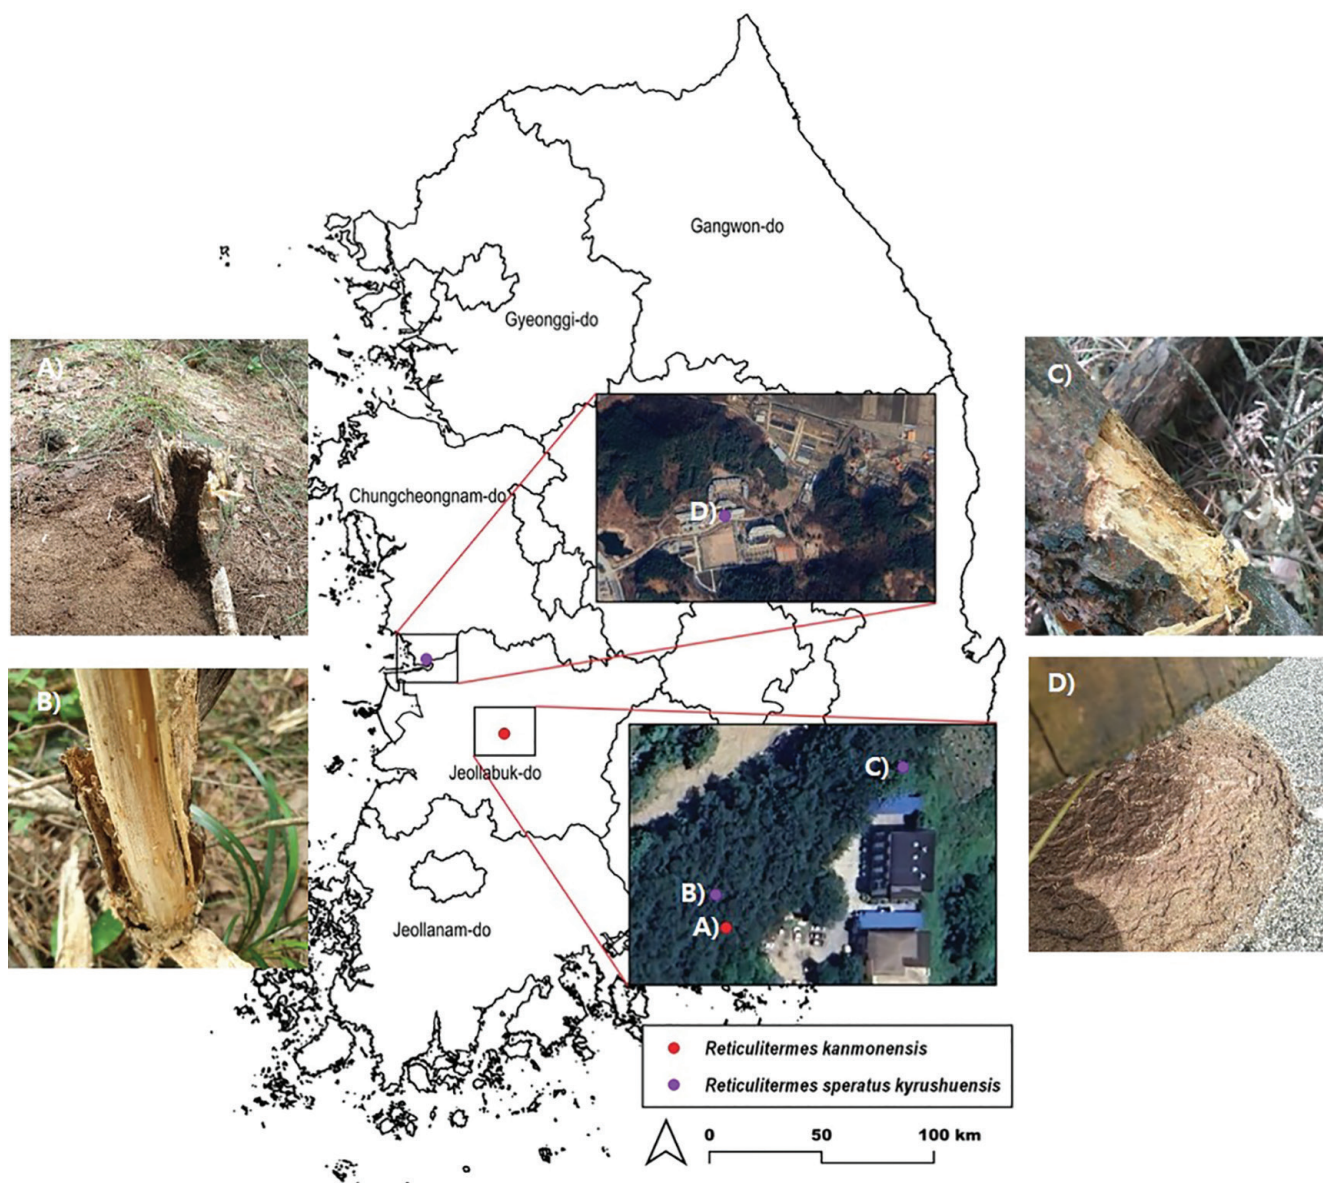 Gangwon-do
Gyeonggi-do
A)
C)
Chungcheongnam-do
D)
B)
D)
Jeollabuk-do
C)
B)
A)
Jeollanam-do
Reticulitermes kanmonensis
Reticulitermes speratus kyrushuensis
0 50 100 km